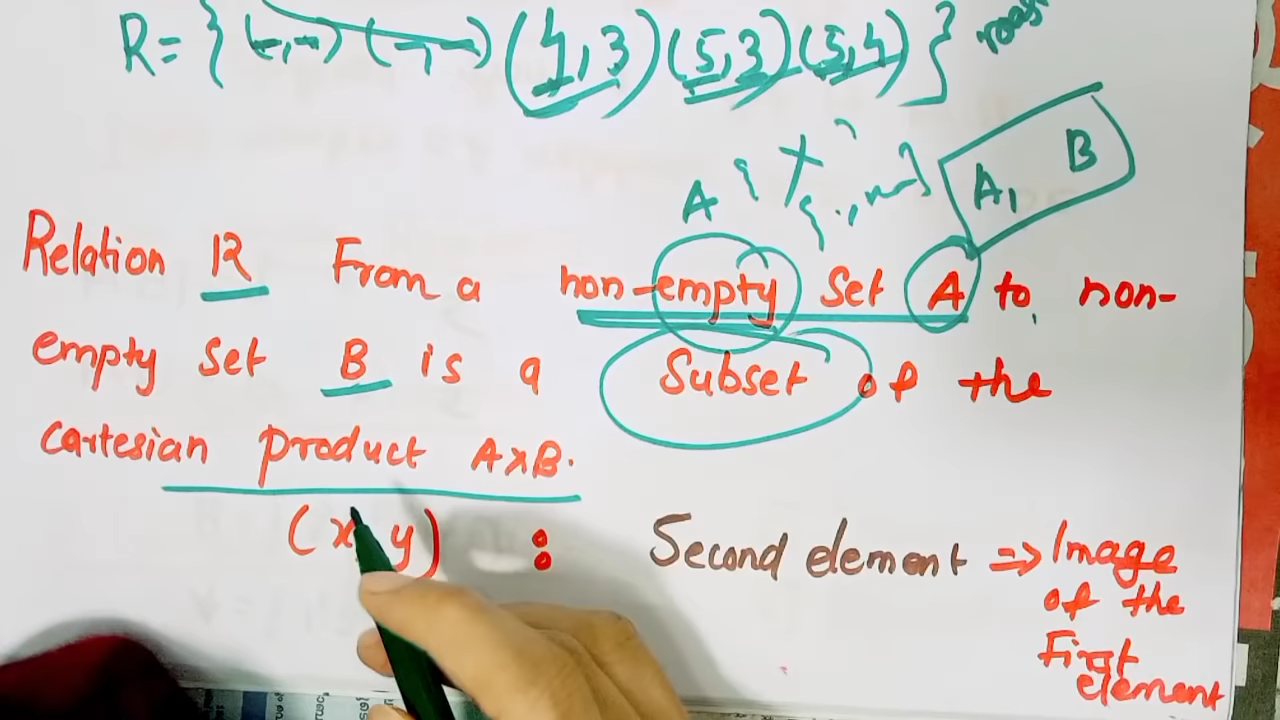 R = { (4,3) (5,3) (5,4) }
A
A, B
Relation R From a non-empty Set A to non-
empty Set B is a Subset of the
cartesian product A×B.
(x y) : Second element ⇒ Image
of the
First
element